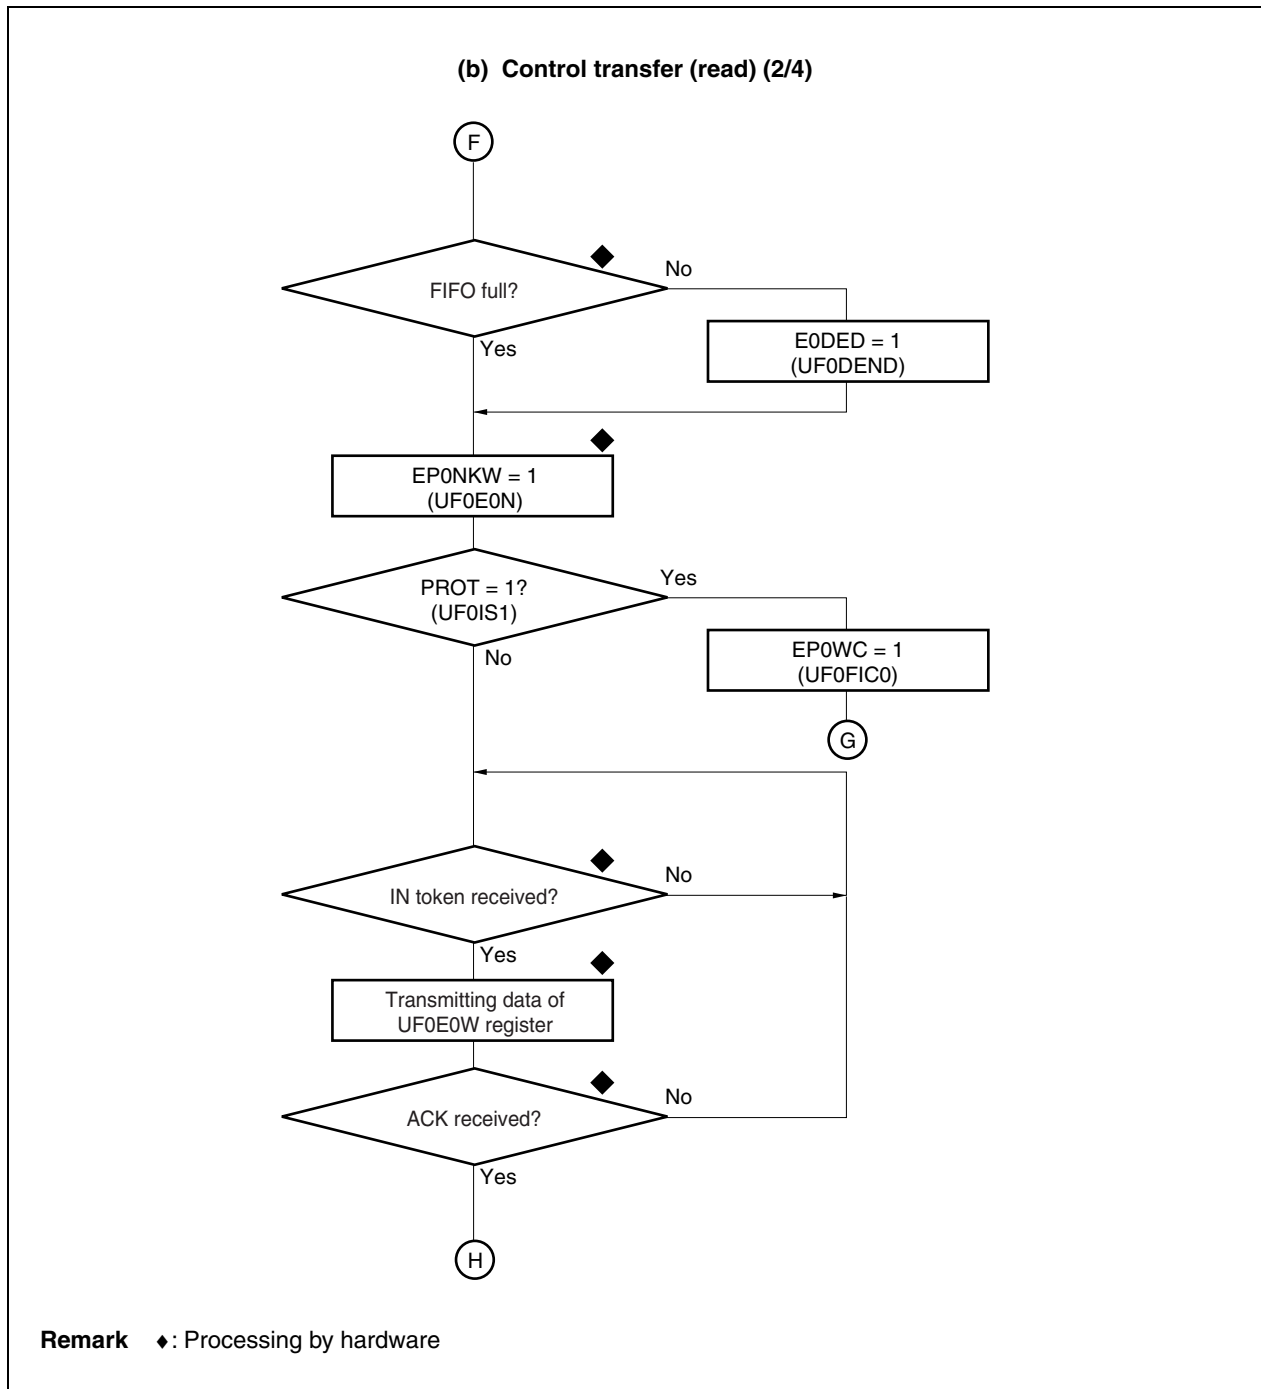 (b) Control transfer (read) (2/4)
F
FIFO full?
No
E0DED = 1
(UF0DEND)
Yes
EP0NKW = 1
(UF0E0N)
PROT = 1?
(UF0IS1)
Yes
EP0WC = 1
(UF0FIC0)
No
G
IN token received?
No
Yes
Transmitting data of
UF0E0W register
ACK received?
No
Yes
H
Remark ♦: Processing by hardware